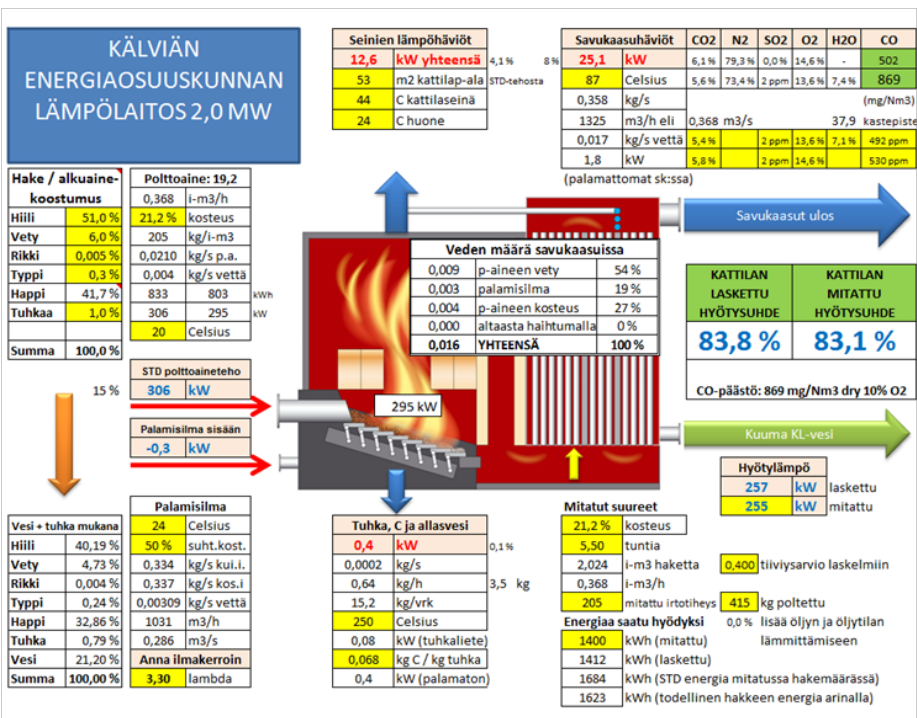 KÄLVIÄN
ENERGIAOSUUSKUNNAN
LÄMPÖLAITOS 2,0 MW
Seinien lämpöhäviöt
12,6 kW yhteensä 4,1 % 8 %
53 m2 kattilap-ala STD-tehosta
44 C kattilaseinä
24 C huone
Savukaasuhäviöt CO2 N2 SO2 O2 H2O CO
25,1 kW 6,1 % 79,3 % 0,0 % 14,6 % - 502
87 Celsius 5,6 % 73,4 % 2 ppm 13,6 % 7,4 % 869
0,358 kg/s (mg/Nm3)
1325 m3/h eli 0,368 m3/s 37,9 kastepiste
0,017 kg/s vettä 5,4 % 2 ppm 13,6 % 7,1 % 492 ppm
1,8 kW 5,8 % 2 ppm 14,6 % 530 ppm
(palamattomat sk:ssa)
Hake / alkuaine-
koostumus
Hiili 51,0 %
Vety 6,0 %
Rikki 0,005 %
Typpi 0,3 %
Happi 41,7 %
Tuhkaa 1,0 %
Summa 100,0 %
Polttoaine: 19,2
0,368 i-m3/h
21,2 % kosteus
205 kg/i-m3
0,0210 kg/s p.a.
0,004 kg/s vettä
833 803 kWh
306 295 kW
20 Celsius
Savukaasut ulos
Veden määrä savukaasuissa
0,009 p-aineen vety 54 %
0,003 palamisilma 19 %
0,004 p-aineen kosteus 27 %
0,000 altaasta haihtumalla 0 %
0,016 YHTEENSÄ 100 %
KATTILAN
LASKETTU
HYÖTYSUHDE
83,8 %
KATTILAN
MITATTU
HYÖTYSUHDE
83,1 %
CO-päästö: 869 mg/Nm3 dry 10% O2
15 %
STD polttoaineteho
306 kW
295 kW
Palamisilma sisään
-0,3 kW
Kuuma KL-vesi
Hyötylämpö
257 kW laskettu
255 kW mitattu
Vesi + tuhka mukana
Hiili 40,19 %
Vety 4,73 %
Rikki 0,004 %
Typpi 0,24 %
Happi 32,86 %
Tuhka 0,79 %
Vesi 21,20 %
Summa 100,00 %
Palamisilma
24 Celsius
50 % suht.kost.
0,334 kg/s kui.i.
0,337 kg/s kos.i
0,00309 kg/s vettä
1031 m3/h
0,286 m3/s
Anna ilmakerroin
3,30 lambda
Tuhka, C ja allasvesi
0,4 kW 0,1 %
0,0002 kg/s
0,64 kg/h 3,5 kg
15,2 kg/vrk
250 Celsius
0,08 kW (tuhkaliete)
0,068 kg C / kg tuhka
0,4 kW (palamaton)
Mitatut suureet
21,2 % kosteus
5,50 tuntia
2,024 i-m3 haketta 0,400 tiiviysarvio laskelmiin
0,368 i-m3/h
205 mitattu irtotiheys 415 kg poltettu
Energiaa saatu hyödyksi 0,0 % lisää öljyn ja öljytilan
1400 kWh (mitattu) lämmittämiseen
1412 kWh (laskettu)
1684 kWh (STD energia mitatussa hakemäärässä)
1623 kWh (todellinen hakkeen energia arinalla)